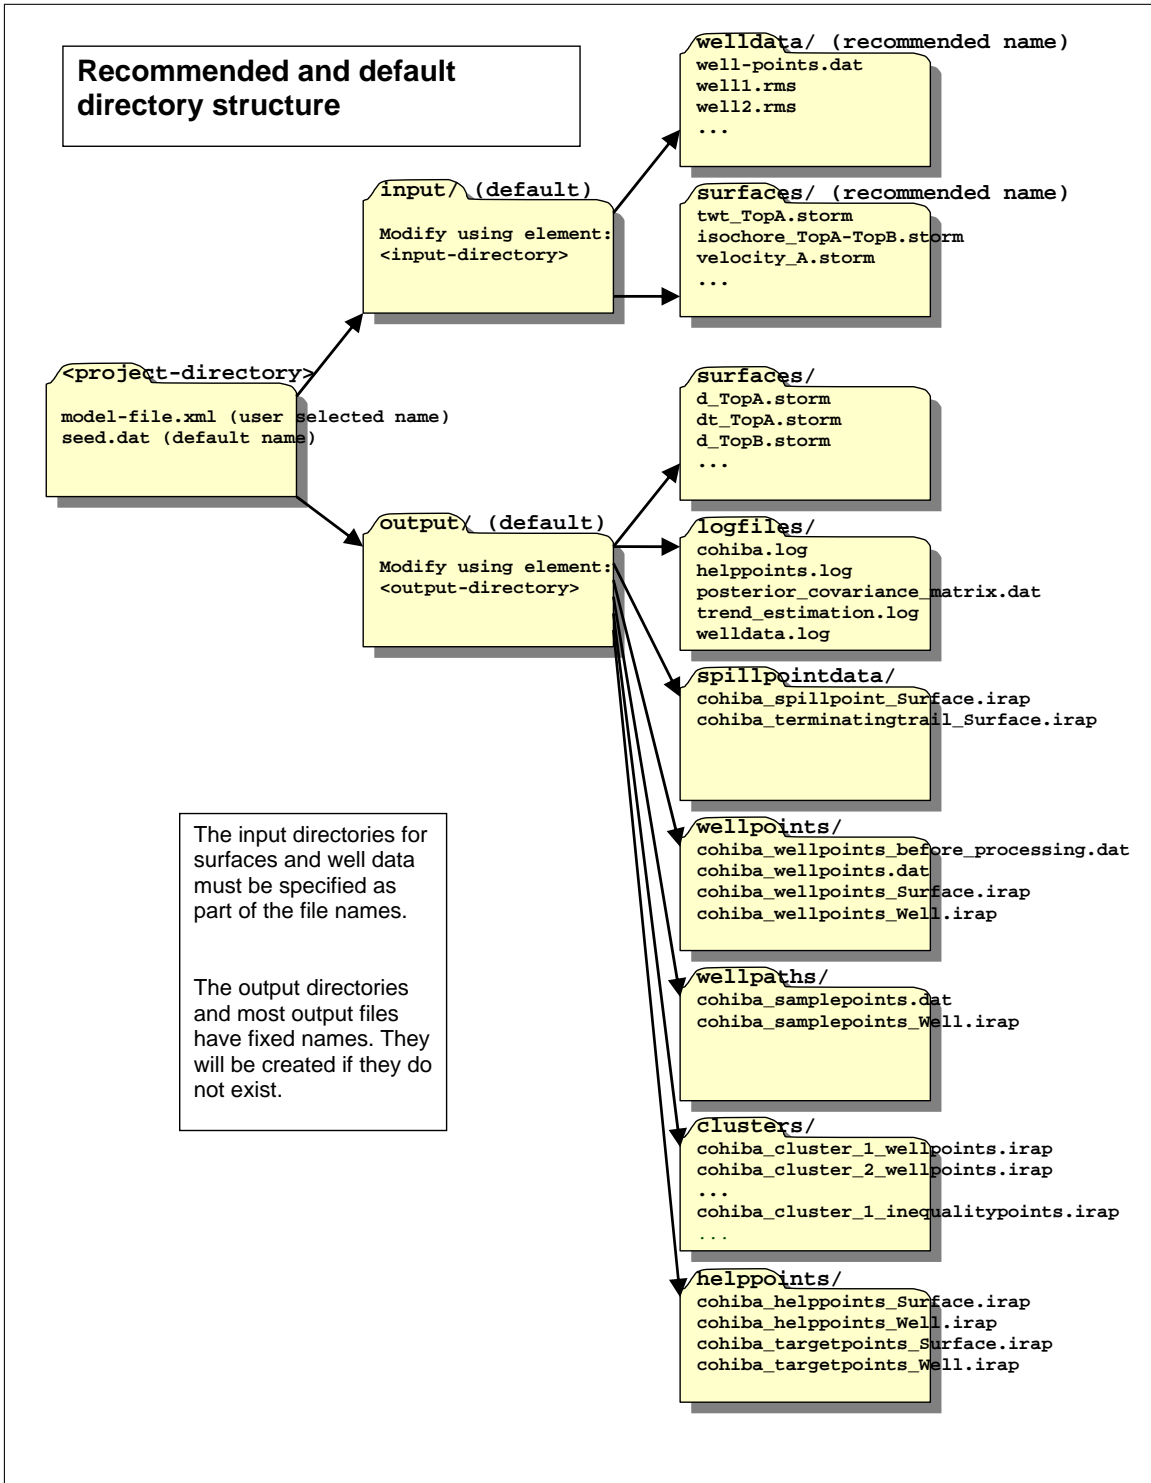 Recommended and default
directory structure
welldata/ (recommended name)
well-points.dat
well1.rms
well2.rms
...
input/ (default)
Modify using element:
<input-directory>
surfaces/ (recommended name)
twt_TopA.storm
isochore_TopA-TopB.storm
velocity_A.storm
...
<project-directory>
model-file.xml (user selected name)
seed.dat (default name)
surfaces/
d_TopA.storm
dt_TopA.storm
d_TopB.storm
...
output/ (default)
Modify using element:
<output-directory>
logfiles/
cohiba.log
helppoints.log
posterior_covariance_matrix.dat
trend_estimation.log
welldata.log
spillpointdata/
cohiba_spillpoint_Surface.irap
cohiba_terminatingtrail_Surface.irap
The input directories for
surfaces and well data
must be specified as
part of the file names.
The output directories
and most output files
have fixed names. They
will be created if they do
not exist.
wellpoints/
cohiba_wellpoints_before_processing.dat
cohiba_wellpoints.dat
cohiba_wellpoints_Surface.irap
cohiba_wellpoints_Well.irap
wellpaths/
cohiba_samplepoints.dat
cohiba_samplepoints_Well.irap
clusters/
cohiba_cluster_1_wellpoints.irap
cohiba_cluster_2_wellpoints.irap
...
cohiba_cluster_1_inequalitypoints.irap
...
helppoints/
cohiba_helppoints_Surface.irap
cohiba_helppoints_Well.irap
cohiba_targetpoints_Surface.irap
cohiba_targetpoints_Well.irap